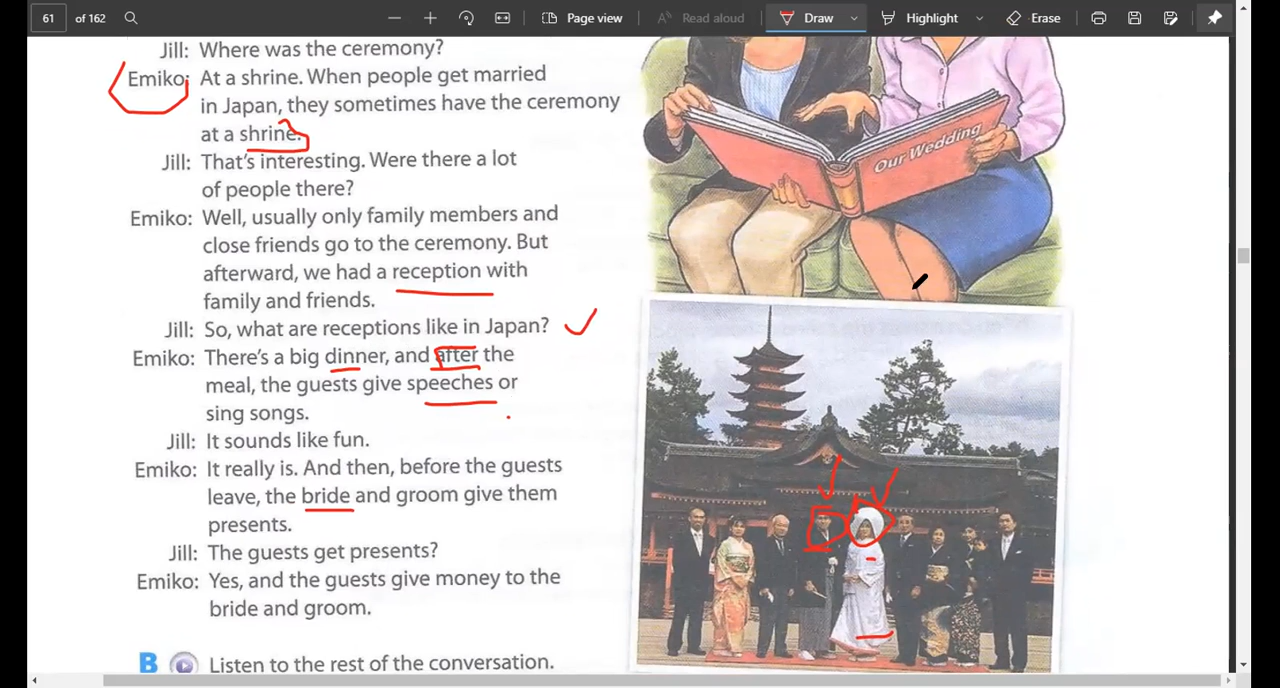 61 of 162 Page view Read aloud Draw Highlight Erase
Jill: Where was the ceremony?
Emiko: At a shrine. When people get married
in Japan, they sometimes have the ceremony
at a shrine.
Jill: That's interesting. Were there a lot
of people there?
Emiko: Well, usually only family members and
close friends go to the ceremony. But
afterward, we had a reception with
family and friends.
Jill: So, what are receptions like in Japan?
Emiko: There's a big dinner, and after the
meal, the guests give speeches or
sing songs.
Jill: It sounds like fun.
Emiko: It really is. And then, before the guests
leave, the bride and groom give them
presents.
Jill: The guests get presents?
Emiko: Yes, and the guests give money to the
bride and groom.
B Listen to the rest of the conversation.
Our Wedding